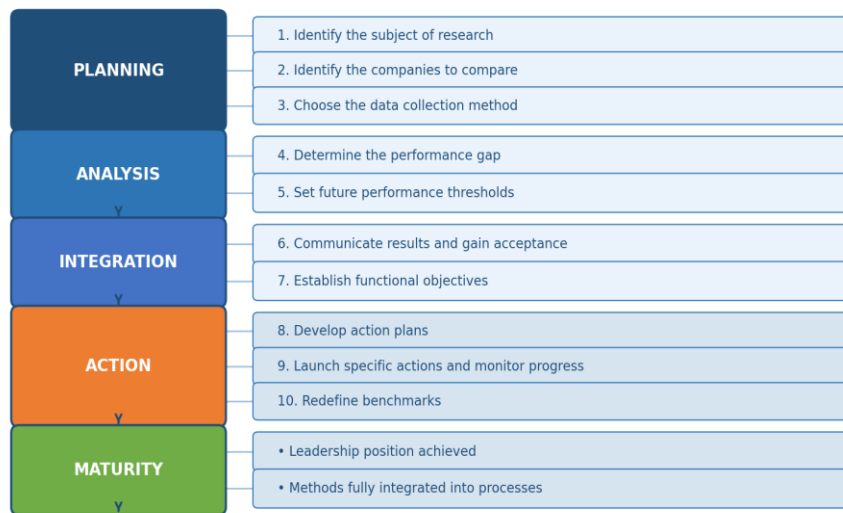 PLANNING
1. Identify the subject of research
2. Identify the companies to compare
3. Choose the data collection method
ANALYSIS
4. Determine the performance gap
5. Set future performance thresholds
INTEGRATION
6. Communicate results and gain acceptance
7. Establish functional objectives
ACTION
8. Develop action plans
9. Launch specific actions and monitor progress
10. Redefine benchmarks
MATURITY
• Leadership position achieved
• Methods fully integrated into processes